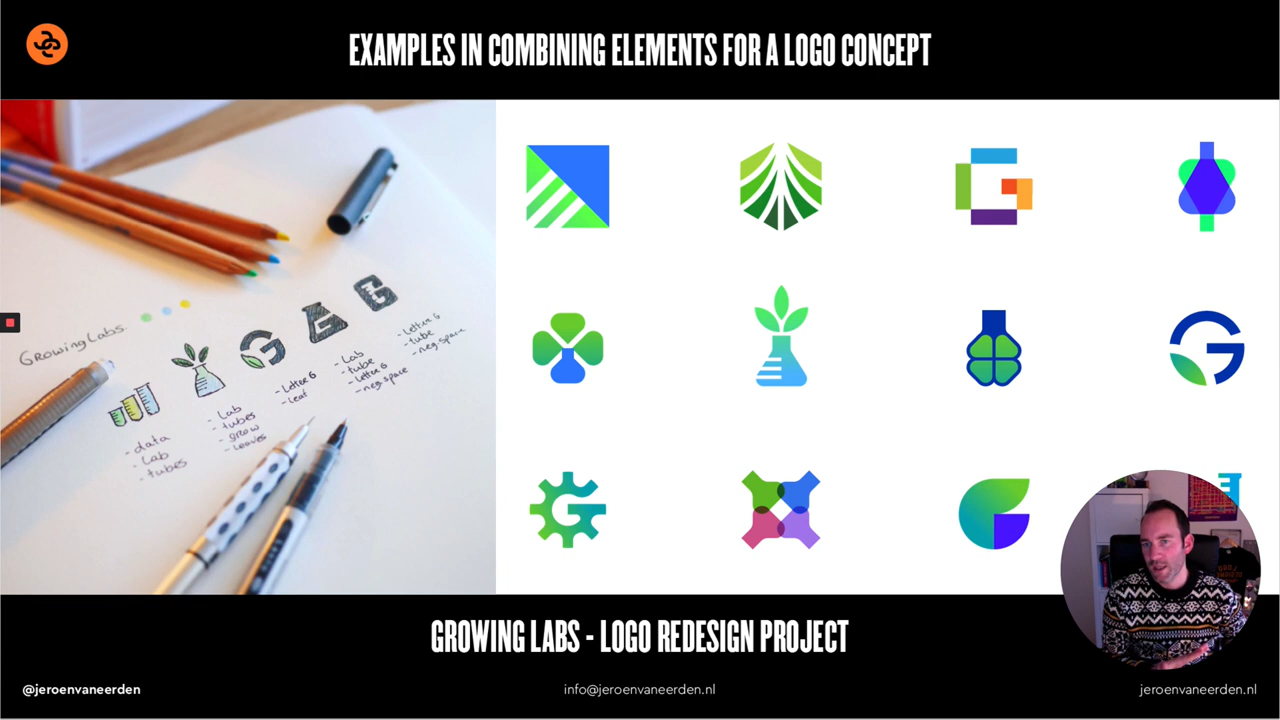 EXAMPLES IN COMBINING ELEMENTS FOR A LOGO CONCEPT
GROWING LABS
- data
- Lab
- tubes
- Lab
- tubes
- grow
- Leaves
- Letter G
- Leaf
- Lab
- tube
- Letter G
- neg. space
- Letter G
- tube
- neg. space
GROWING LABS - LOGO REDESIGN PROJECT
@jeroenvaneerden
info@jeroenvaneerden.nl
jeroenvaneerden.nl